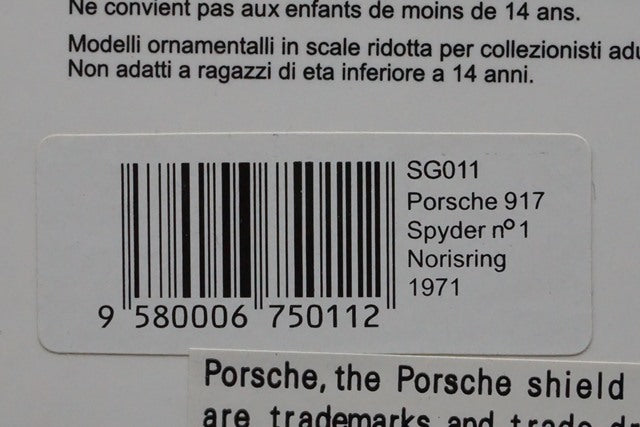 Ne convient pas aux enfants de moins de 14 ans.
Modelli ornamentalli in scale ridotta per collezionisti
Non adatti a ragazzi di eta inferiore a 14 anni.
SG011
Porsche 917
Spyder nº1
Norisring
1971
9 580006 750112
Porsche, the Porsche shield
are trademarks and trade